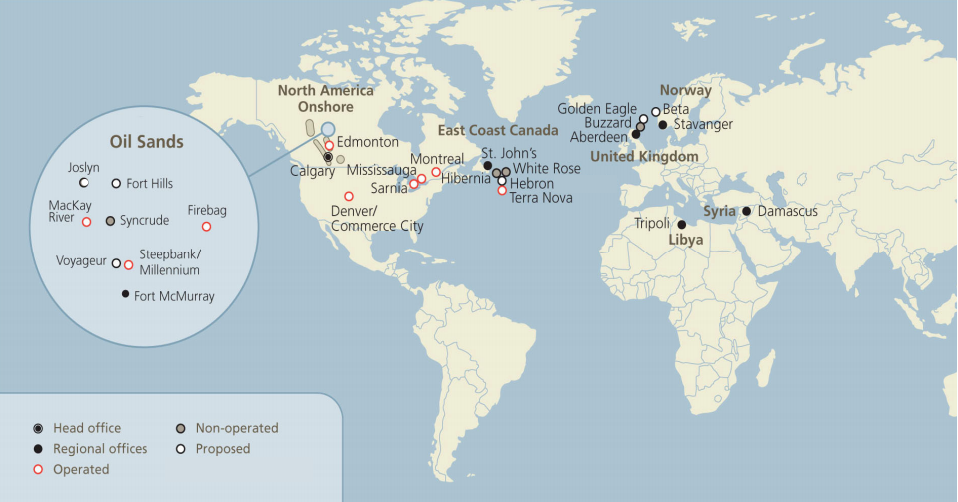 North America
Onshore
Edmonton
Calgary
Mississauga
Montreal
Sarnia
Denver/
Commerce City
East Coast Canada
St. John's
White Rose
Hibernia
Hebron
Terra Nova
Norway
Golden Eagle
Beta
Buzzard
Stavanger
Aberdeen
United Kingdom
Syria
Damascus
Tripoli
Libya
Oil Sands
Joslyn
Fort Hills
MacKay
River
Syncrude
Firebag
Voyageur
Steepbank/
Millennium
Fort McMurray
Head office
Regional offices
Operated
Non-operated
Proposed